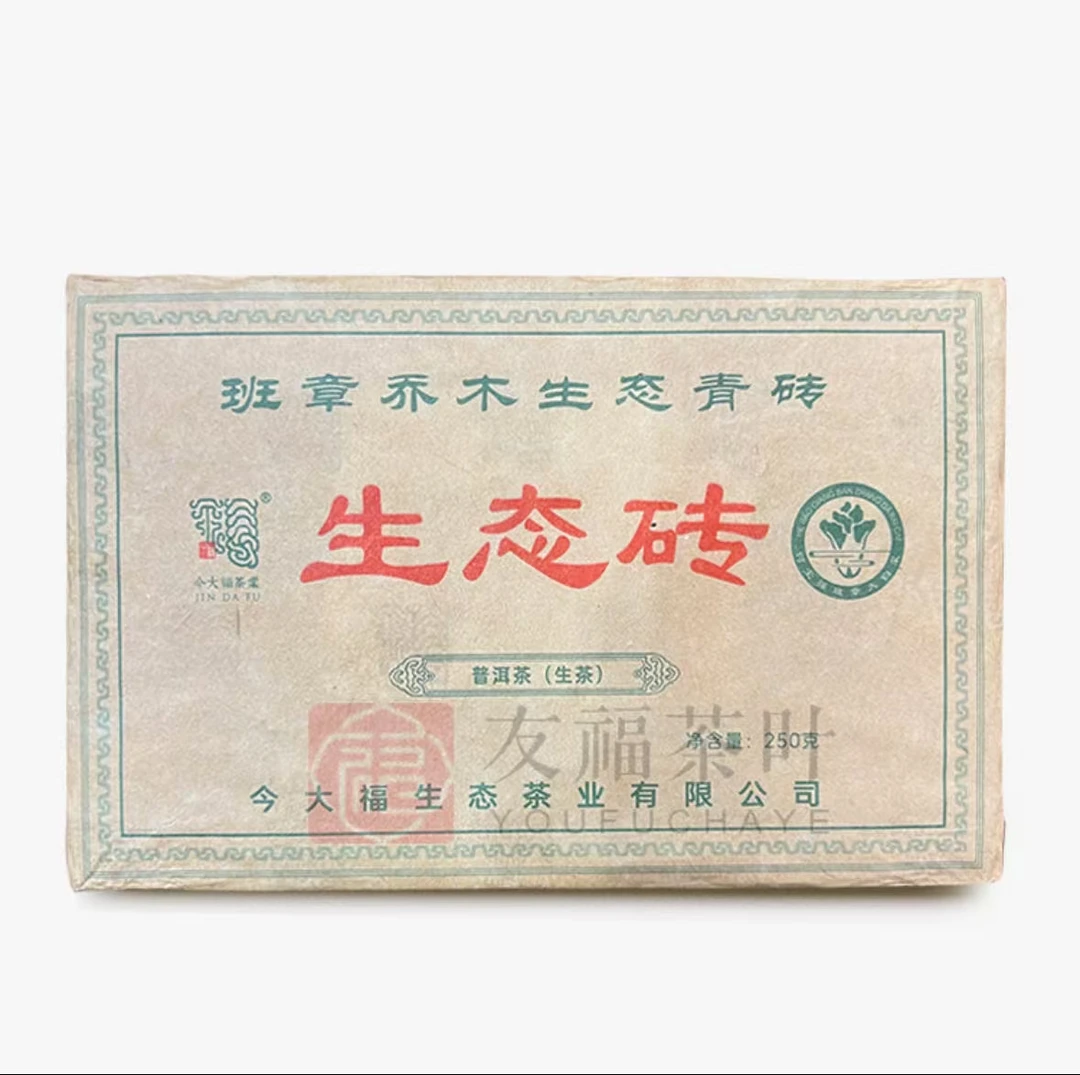 班章乔木生态青砖
®
生态砖
今大福茶業
JIN DA FU
普洱茶（生茶）
友福茶叶
净含量：250克
今大福生态茶业有限公司
YOUFUCHAYE